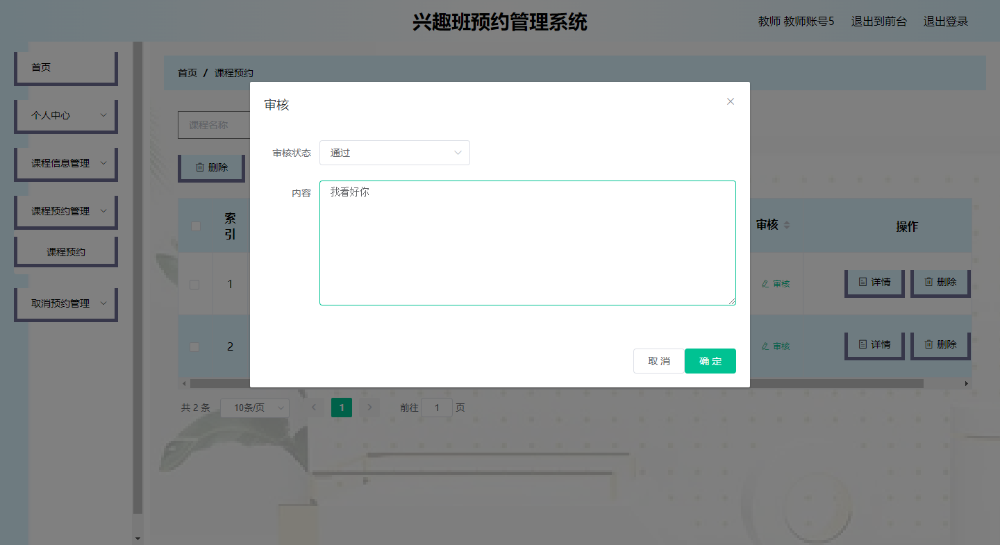 兴趣班预约管理系统
教师 教师账号5 退出到前台 退出登录
首页
个人中心
课程信息管理
课程预约管理
课程预约
取消预约管理
首页 / 课程预约
课程名称
删除
索引 审核 操作
1 审核 详情 删除
2 审核 详情 删除
共 2 条 10条/页 1 前往 1 页
审核
审核状态 通过
内容 我看好你
取 消 确 定